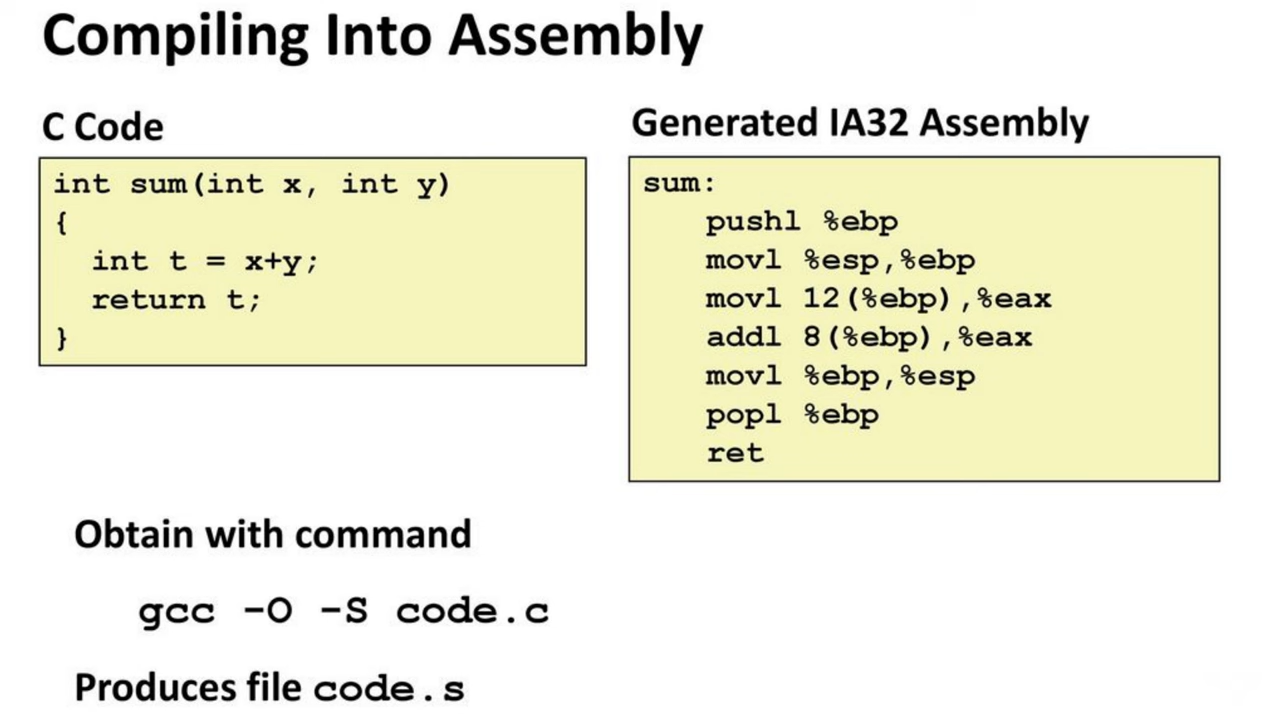 Compiling Into Assembly
C Code
int sum(int x, int y)
{
  int t = x+y;
  return t;
}
Generated IA32 Assembly
sum:
   pushl %ebp
   movl %esp,%ebp
   movl 12(%ebp),%eax
   addl 8(%ebp),%eax
   movl %ebp,%esp
   popl %ebp
   ret
Obtain with command
gcc -O -S code.c
Produces file code.s